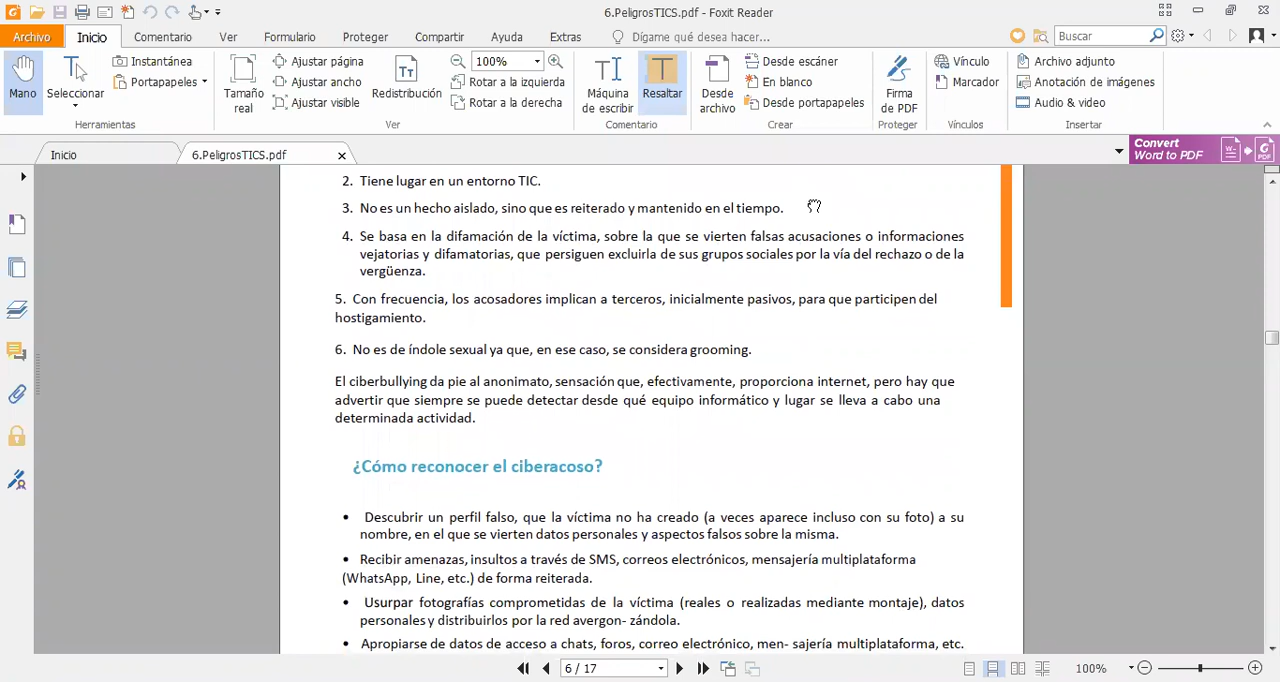 6.PeligrosTICS.pdf - Foxit Reader
Archivo Inicio Comentario Ver Formulario Proteger Compartir Ayuda Extras Dígame qué desea hacer... Buscar
Mano
Seleccionar
Instantánea
Portapapeles
Herramientas
Tamaño real
Ajustar página
Ajustar ancho
Ajustar visible
Redistribución
100%
Rotar a la izquierda
Rotar a la derecha
Ver
Máquina de escribir
Resaltar
Comentario
Desde archivo
Desde escáner
En blanco
Desde portapapeles
Crear
Firma de PDF
Proteger
Vínculo
Marcador
Vínculos
Archivo adjunto
Anotación de imágenes
Audio & video
Insertar
Inicio 6.PeligrosTICS.pdf
Convert
Word to PDF
2. Tiene lugar en un entorno TIC.
3. No es un hecho aislado, sino que es reiterado y mantenido en el tiempo.
4. Se basa en la difamación de la víctima, sobre la que se vierten falsas acusaciones o informaciones
vejatorias y difamatorias, que persiguen excluirla de sus grupos sociales por la vía del rechazo o de la
vergüenza.
5. Con frecuencia, los acosadores implican a terceros, inicialmente pasivos, para que participen del
hostigamiento.
6. No es de índole sexual ya que, en ese caso, se considera grooming.
El ciberbullying da pie al anonimato, sensación que, efectivamente, proporciona internet, pero hay que
advertir que siempre se puede detectar desde qué equipo informático y lugar se lleva a cabo una
determinada actividad.
¿Cómo reconocer el ciberacoso?
• Descubrir un perfil falso, que la víctima no ha creado (a veces aparece incluso con su foto) a su
nombre, en el que se vierten datos personales y aspectos falsos sobre la misma.
• Recibir amenazas, insultos a través de SMS, correos electrónicos, mensajería multiplataforma
(WhatsApp, Line, etc.) de forma reiterada.
• Usurpar fotografías comprometidas de la víctima (reales o realizadas mediante montaje), datos
personales y distribuirlos por la red avergon- zándola.
• Apropiarse de datos de acceso a chats, foros, correo electrónico, men- sajería multiplataforma, etc.
6 / 17
100%